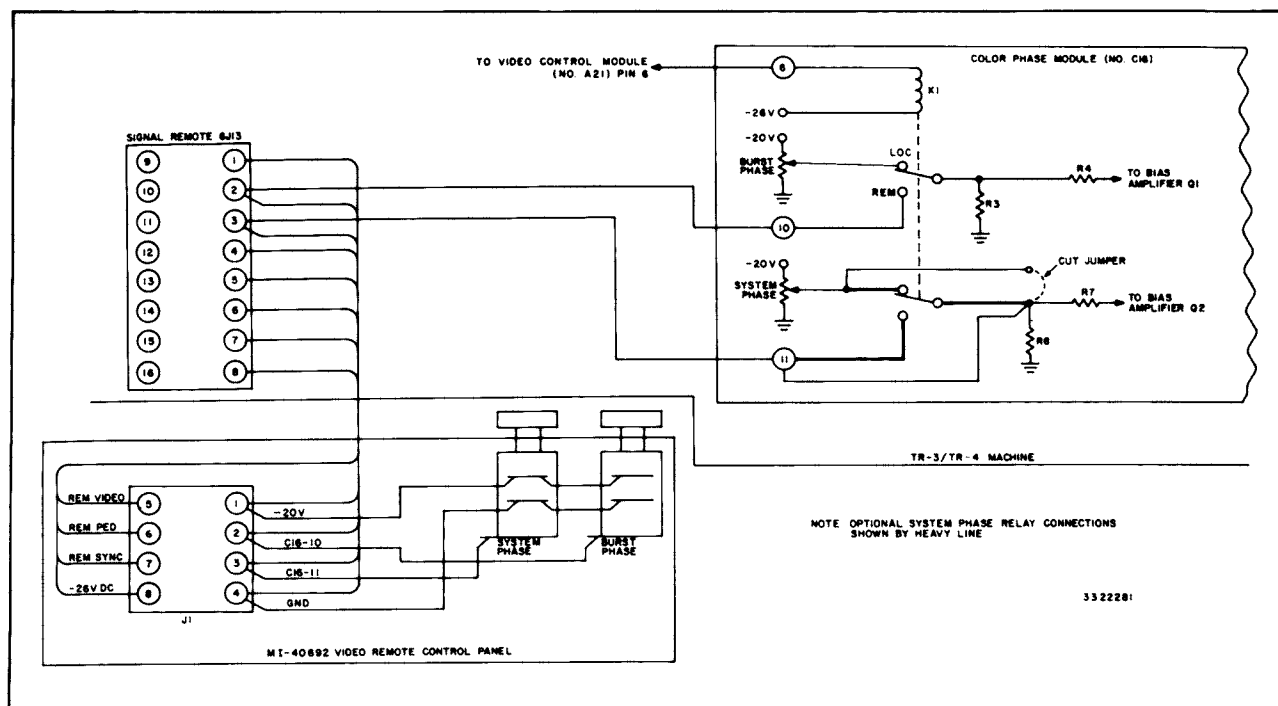 TO VIDEO CONTROL MODULE
(NO. A21) PIN 6
6
COLOR PHASE MODULE (NO. C16)
K1
-26V
-20V
BURST
PHASE
LOC
REM
R4
TO BIAS
AMPLIFIER Q1
R3
10
-20V
SYSTEM
PHASE
CUT JUMPER
R7
TO BIAS
AMPLIFIER Q2
R6
11
SIGNAL REMOTE 6J13
9 1
10 2
11 3
12 4
13 5
14 6
15 7
16 8
TR-3/TR-4 MACHINE
REM VIDEO 5 1 -20V
REM PED 6 2 C16-10
REM SYNC 7 3 C16-11
-26V DC 8 4 GND
J1
SYSTEM
PHASE
BURST
PHASE
MI-40692 VIDEO REMOTE CONTROL PANEL
NOTE OPTIONAL SYSTEM PHASE RELAY CONNECTIONS
SHOWN BY HEAVY LINE
3322281